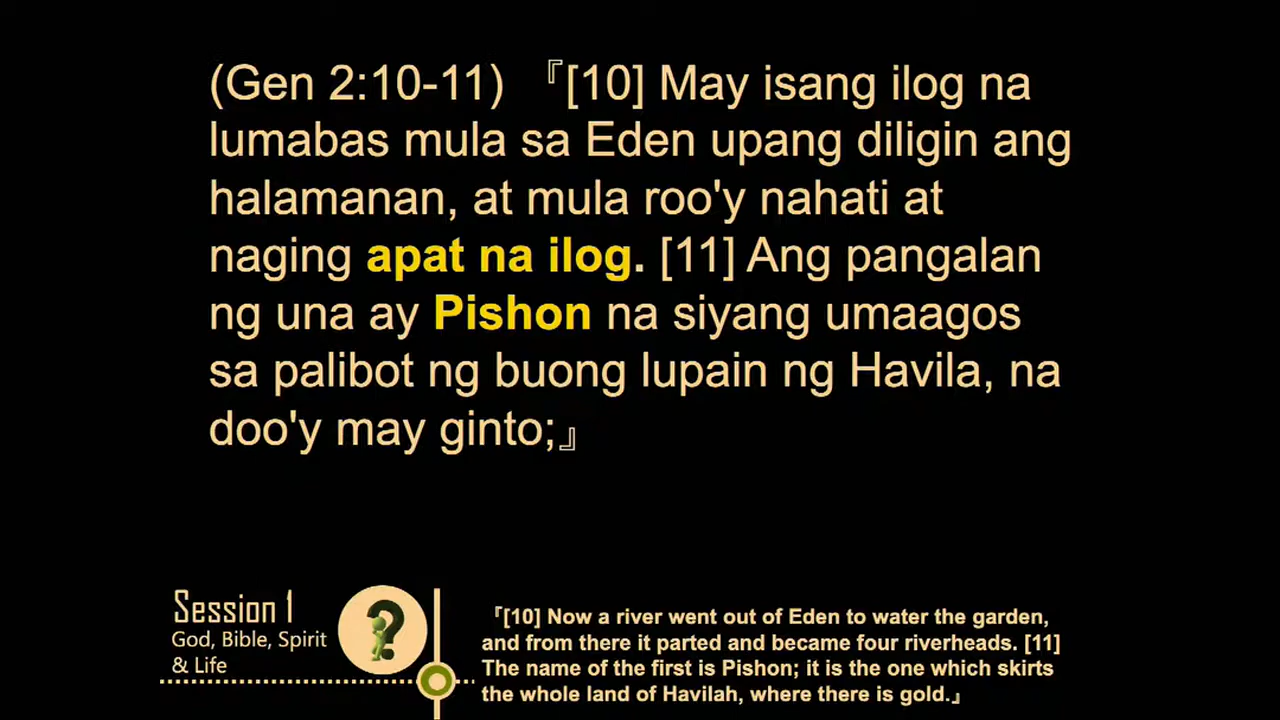 (Gen 2:10-11) 『[10] May isang ilog na
lumabas mula sa Eden upang diligin ang
halamanan, at mula roo'y nahati at
naging apat na ilog. [11] Ang pangalan
ng una ay Pishon na siyang umaagos
sa palibot ng buong lupain ng Havila, na
doo'y may ginto;』
Session 1
God, Bible, Spirit
& Life
?
『[10] Now a river went out of Eden to water the garden,
and from there it parted and became four riverheads. [11]
The name of the first is Pishon; it is the one which skirts
the whole land of Havilah, where there is gold.』